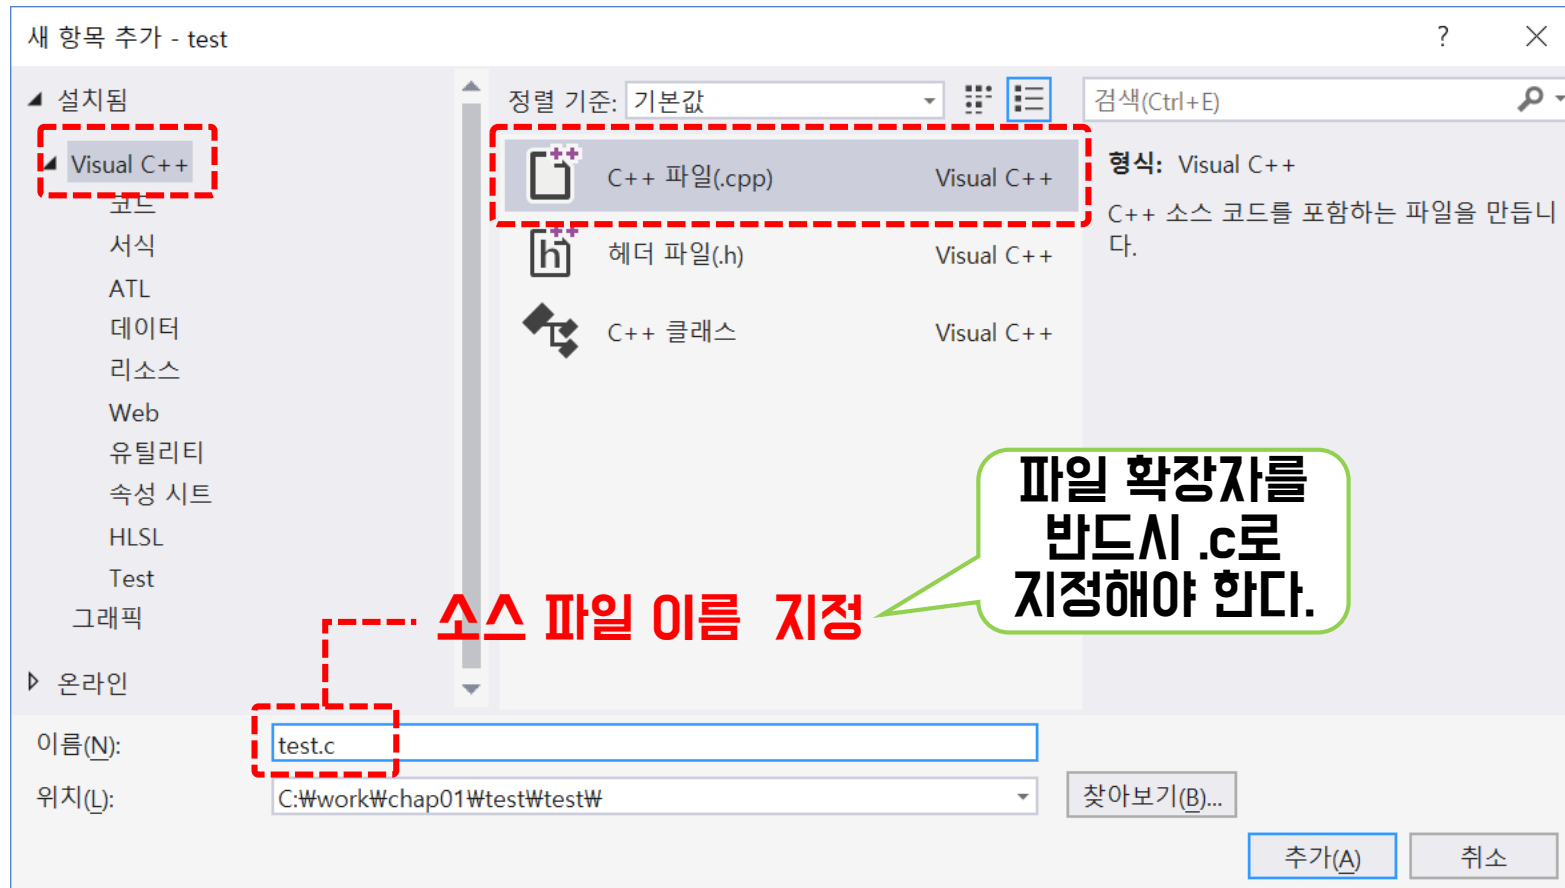 새 항목 추가 - test
?
설치됨
Visual C++
코드
서식
ATL
데이터
리소스
Web
유틸리티
속성 시트
HLSL
Test
그래픽
온라인
정렬 기준: 기본값
C++ 파일(.cpp) Visual C++
헤더 파일(.h) Visual C++
C++ 클래스 Visual C++
검색(Ctrl+E)
형식: Visual C++
C++ 소스 코드를 포함하는 파일을 만듭니
다.
파일 확장자를
반드시 .c로
지정해야 한다.
소스 파일 이름 지정
이름(N): test.c
위치(L): C:₩work₩chap01₩test₩test₩
찾아보기(B)...
추가(A) 취소